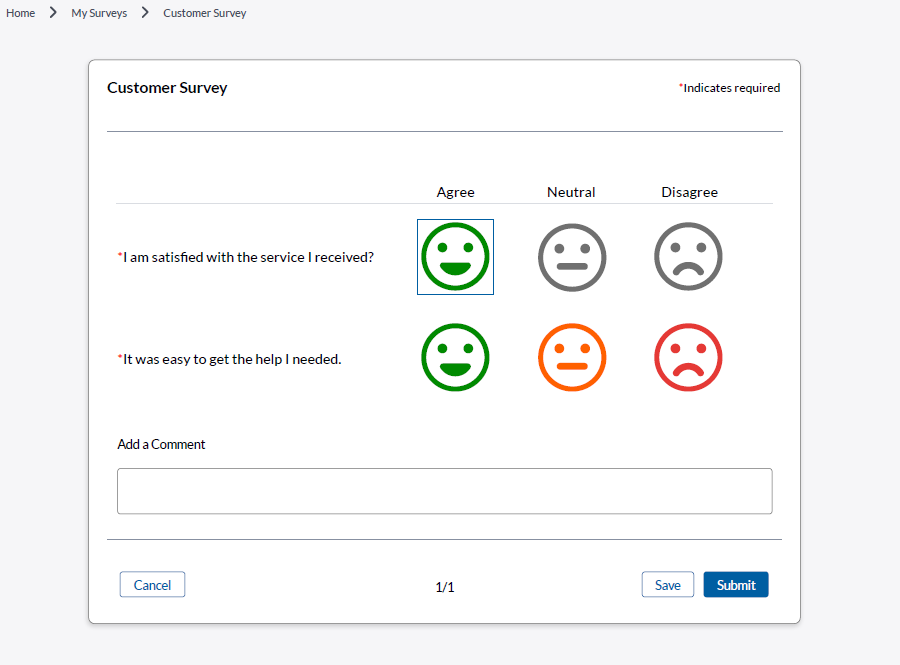 Home > My Surveys > Customer Survey
Customer Survey
*Indicates required
Agree Neutral Disagree
*I am satisfied with the service I received?
*It was easy to get the help I needed.
Add a Comment
Cancel 1/1 Save Submit